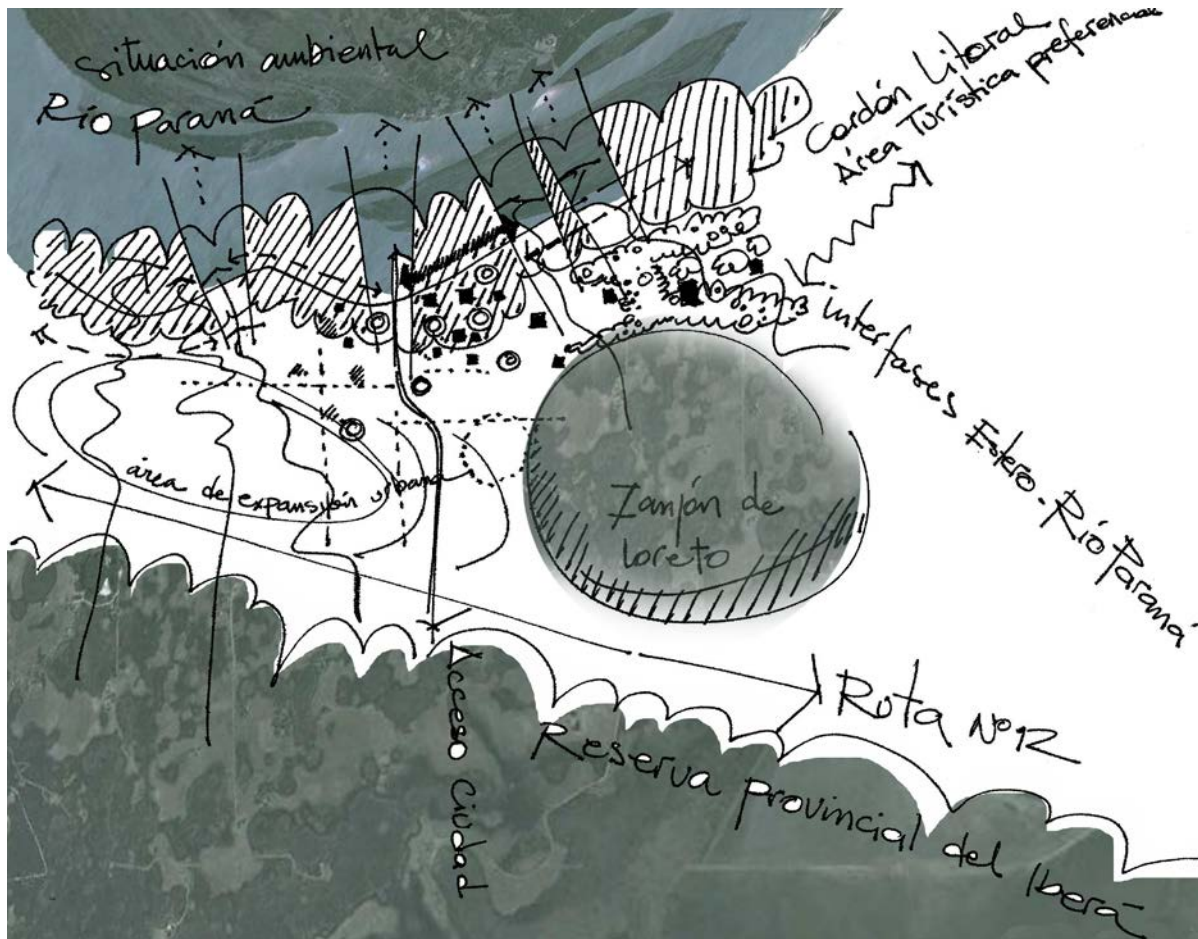 situación ambiental
Río Paraná
Cordón Litoral
Área Turística preferencial
interfases Estero-Río Paraná
área de expansión urbana
Zanjón de
loreto
Ruta Nº12
Acceso Ciudad
Reserva provincial del Iberá